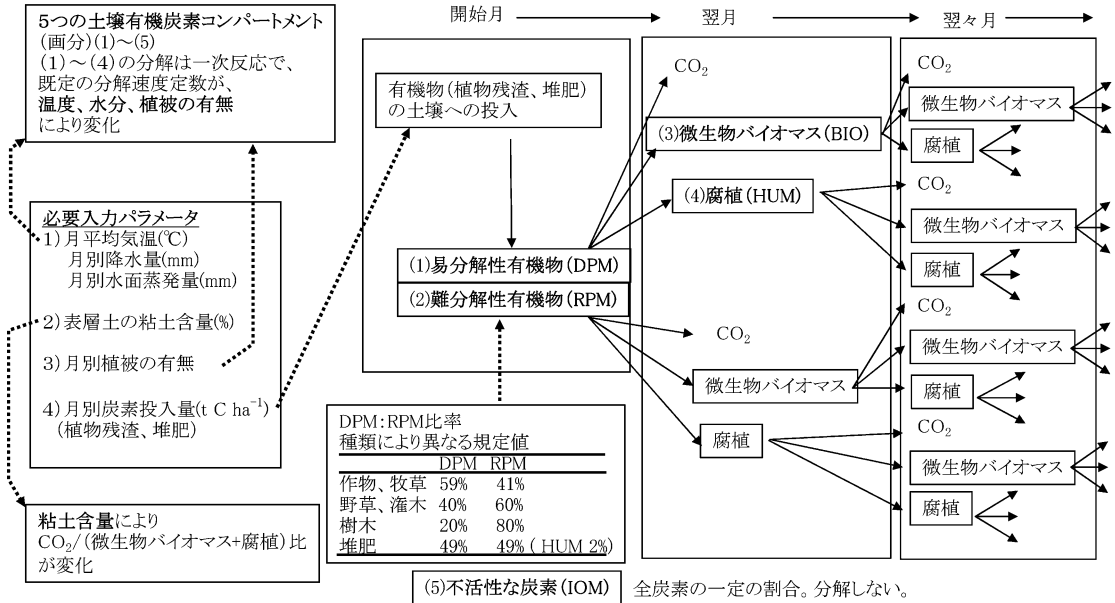 5つの土壌有機炭素コンパートメント
(画分)(1)～(5)
(1)～(4)の分解は一次反応で、
既定の分解速度定数が、
温度、水分、植被の有無
により変化
必要入力パラメータ
1)月平均気温(℃)
月別降水量(mm)
月別水面蒸発量(mm)
2)表層土の粘土含量(%)
3)月別植被の有無
4)月別炭素投入量(t C ha⁻¹)
(植物残渣、堆肥)
粘土含量により
CO₂/(微生物バイオマス+腐植)比
が変化
開始月
翌月
翌々月
有機物(植物残渣、堆肥)
の土壌への投入
(1)易分解性有機物(DPM)
(2)難分解性有機物(RPM)
DPM:RPM比率
種類により異なる規定値
DPM RPM
作物、牧草 59% 41%
野草、潅木 40% 60%
樹木 20% 80%
堆肥 49% 49% ( HUM 2%)
(5)不活性な炭素(IOM) 全炭素の一定の割合。分解しない。
CO₂
(3)微生物バイオマス(BIO)
(4)腐植(HUM)
CO₂
微生物バイオマス
腐植
CO₂
微生物バイオマス
腐植
CO₂
微生物バイオマス
腐植
CO₂
微生物バイオマス
腐植
CO₂
微生物バイオマス
腐植